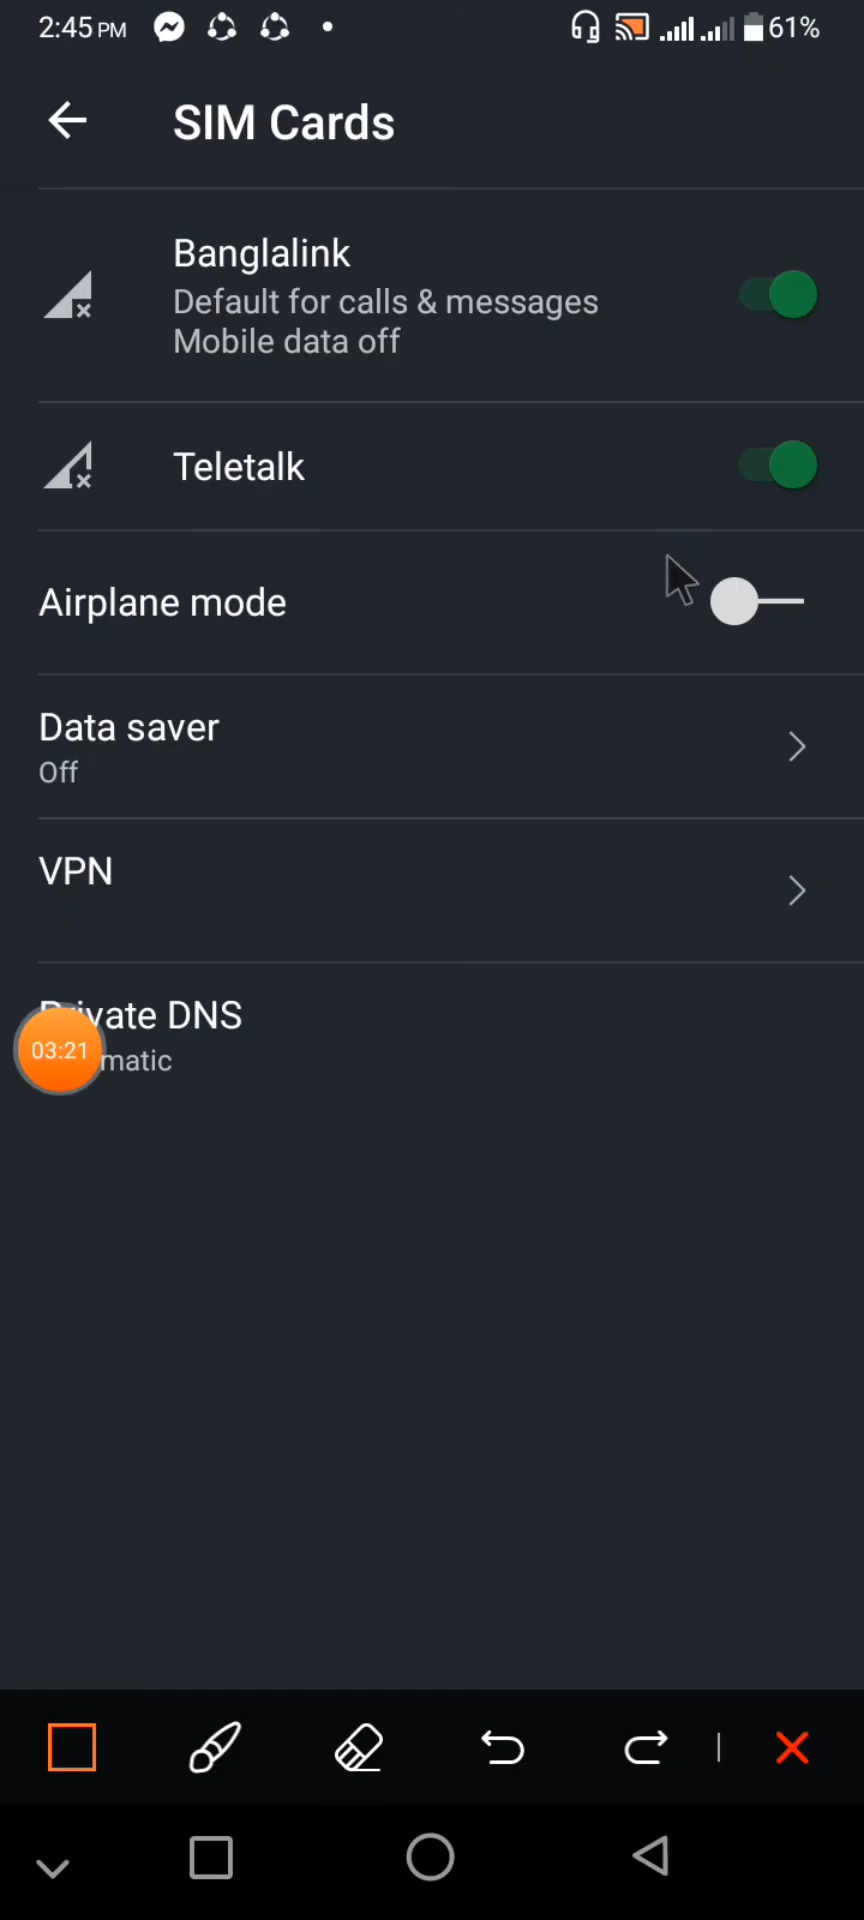 2:45 PM
61%
SIM Cards
Banglalink
Default for calls & messages
Mobile data off
Teletalk
Airplane mode
Data saver
Off
VPN
Private DNS
03:21
matic